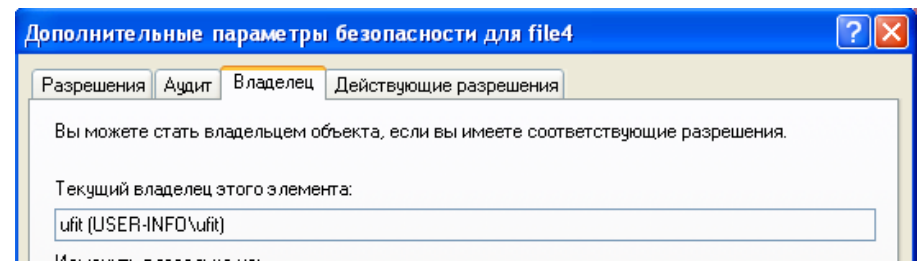 Дополнительные параметры безопасности для file4
Разрешения Аудит Владелец Действующие разрешения
Вы можете стать владельцем объекта, если вы имеете соответствующие разрешения.
Текущий владелец этого элемента:
ufit (USER-INFO\ufit)